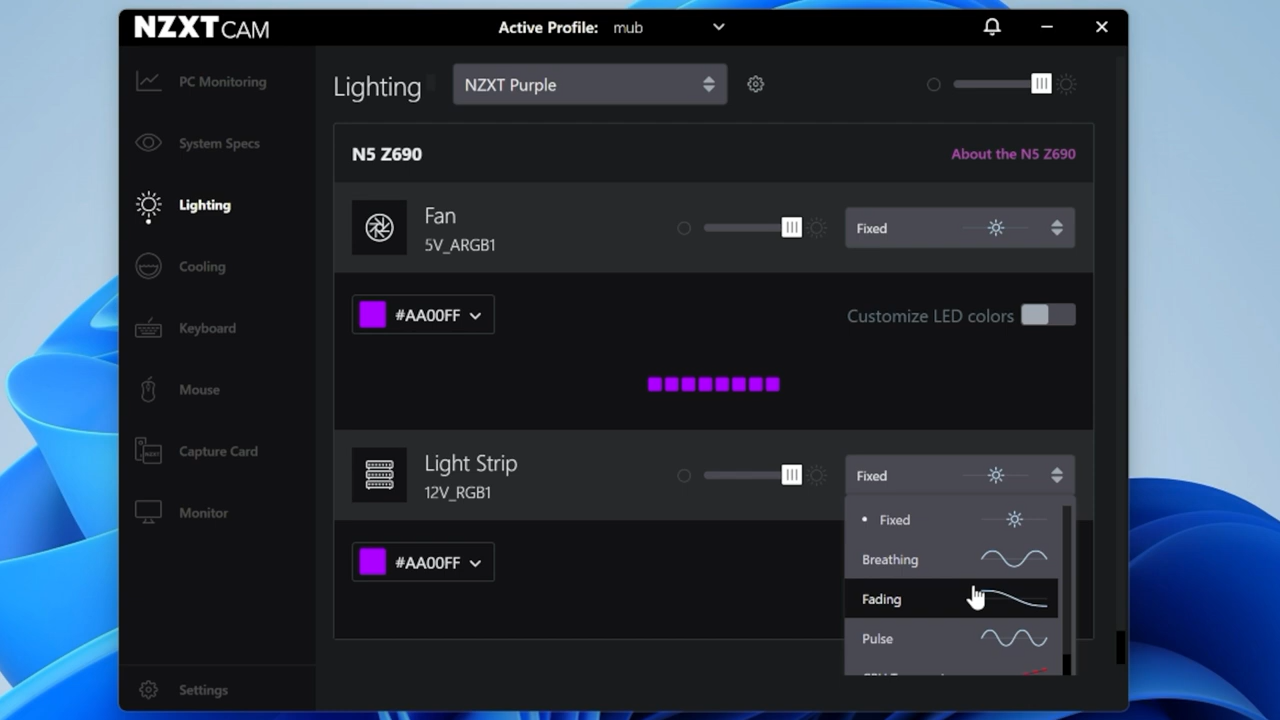 NZXT CAM
Active Profile: mub
PC Monitoring
System Specs
Lighting
Cooling
Keyboard
Mouse
Capture Card
Monitor
Settings
Lighting
NZXT Purple
N5 Z690
About the N5 Z690
Fan
5V_ARGB1
Fixed
#AA00FF
Customize LED colors
Light Strip
12V_RGB1
Fixed
#AA00FF
Fixed
Breathing
Fading
Pulse